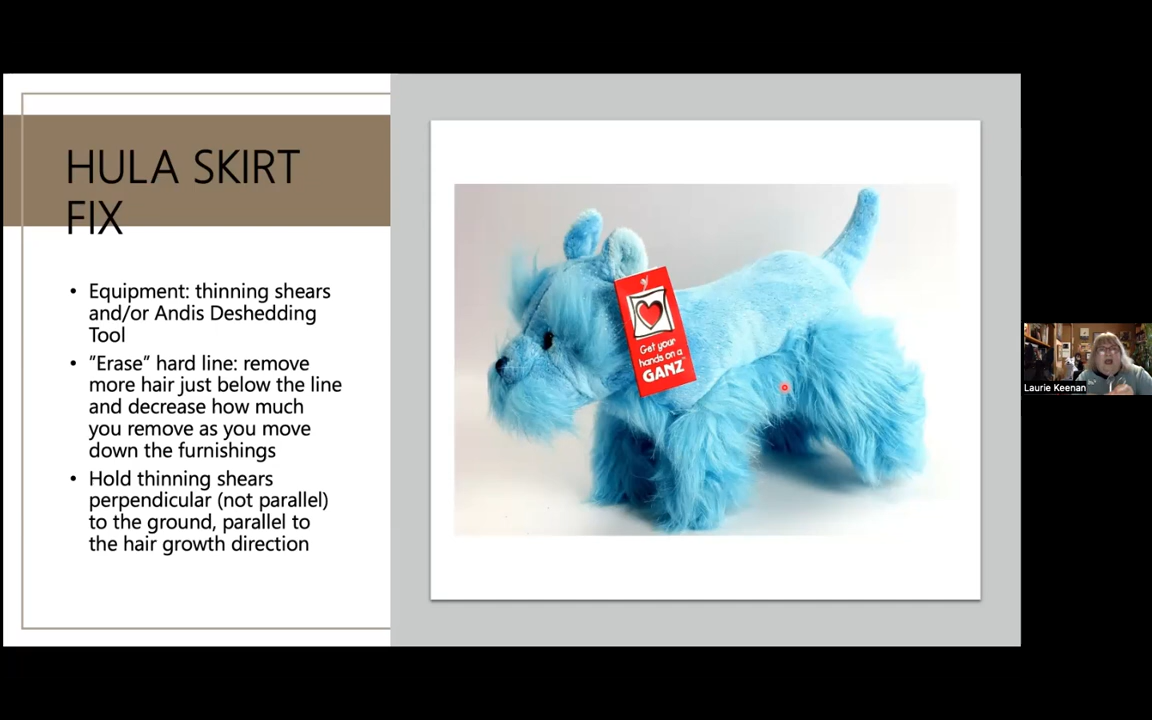 HULA SKIRT
FIX
• Equipment: thinning shears
and/or Andis Deshedding
Tool
• ”Erase” hard line: remove
more hair just below the line
and decrease how much
you remove as you move
down the furnishings
• Hold thinning shears
perpendicular (not parallel)
to the ground, parallel to
the hair growth direction
Get your
hands on a
GANZ
Laurie Keenan